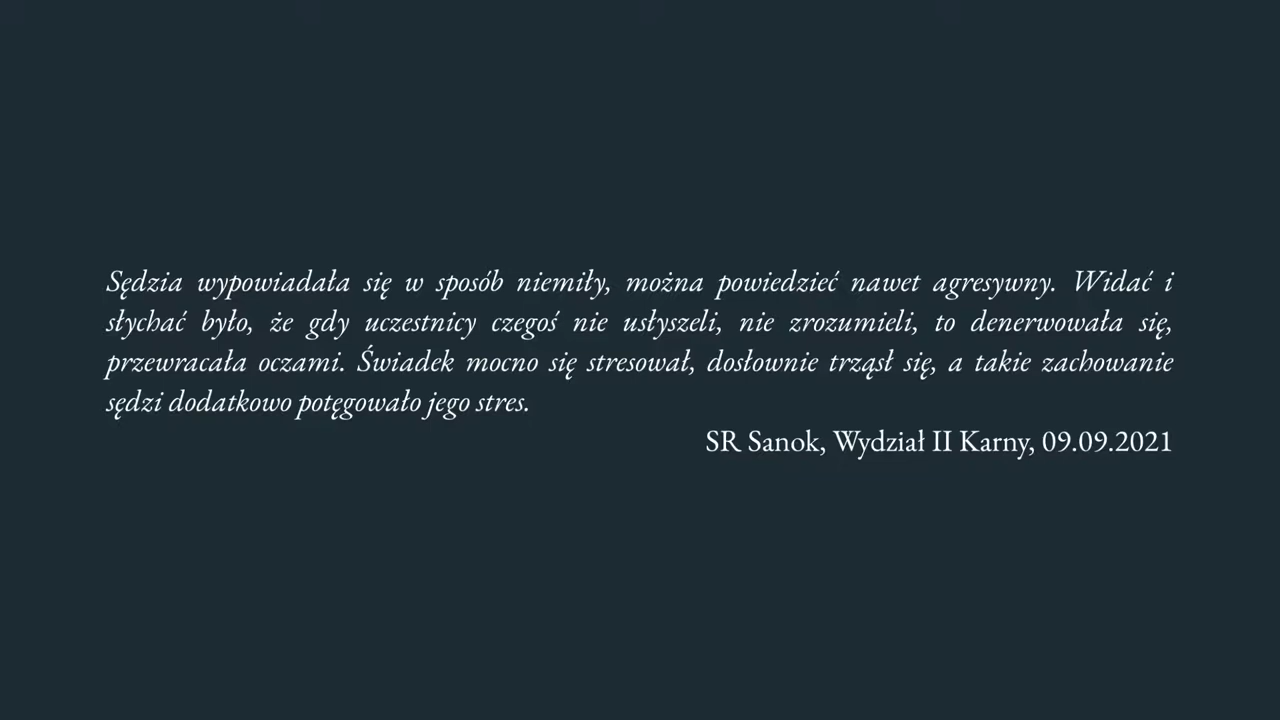 Sędzia wypowiadała się w sposób niemiły, można powiedzieć nawet agresywny. Widać i
słychać było, że gdy uczestnicy czegoś nie usłyszeli, nie zrozumieli, to denerwowała się,
przewracała oczami. Świadek mocno się stresował, dosłownie trząsł się, a takie zachowanie
sędzi dodatkowo potęgowało jego stres.
SR Sanok, Wydział II Karny, 09.09.2021